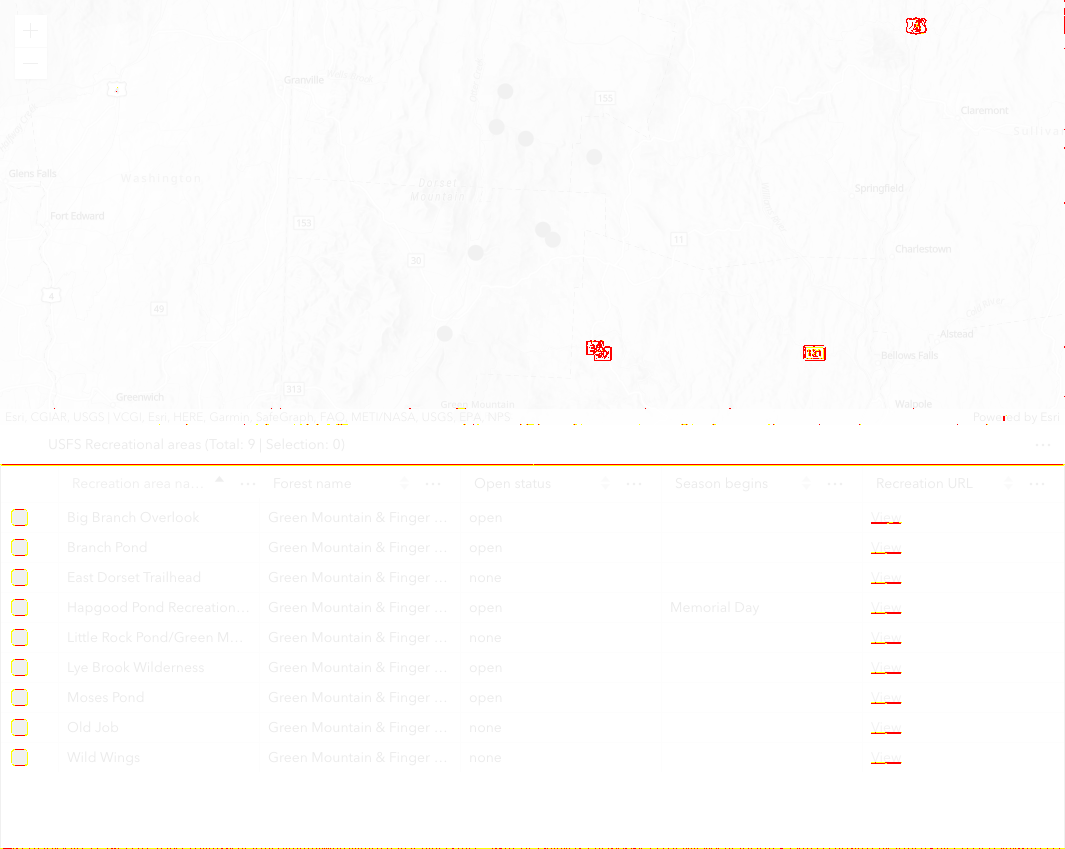 Granville
155
Claremont
Glens Falls
Washington
Dorset
Mountain
Springfield
Fort Edward
153
11
Charlestown
30
4
49
Alstead
Bellows Falls
313
Green Mountain
Greenwich
Walpole
Esri, CGIAR, USGS | VCGI, Esri, HERE, Garmin, SafeGraph, FAO, METI/NASA, USGS, EPA, NPS
Powered by Esri
USFS Recreational areas (Total: 9 | Selection: 0)
Recreation area na... Forest name Open status Season begins Recreation URL
Big Branch Overlook Green Mountain & Finger ... open View
Branch Pond Green Mountain & Finger ... open View
East Dorset Trailhead Green Mountain & Finger ... none View
Hapgood Pond Recreation... Green Mountain & Finger ... open Memorial Day View
Little Rock Pond/Green M... Green Mountain & Finger ... none View
Lye Brook Wilderness Green Mountain & Finger ... open View
Moses Pond Green Mountain & Finger ... open View
Old Job Green Mountain & Finger ... none View
Wild Wings Green Mountain & Finger ... none View